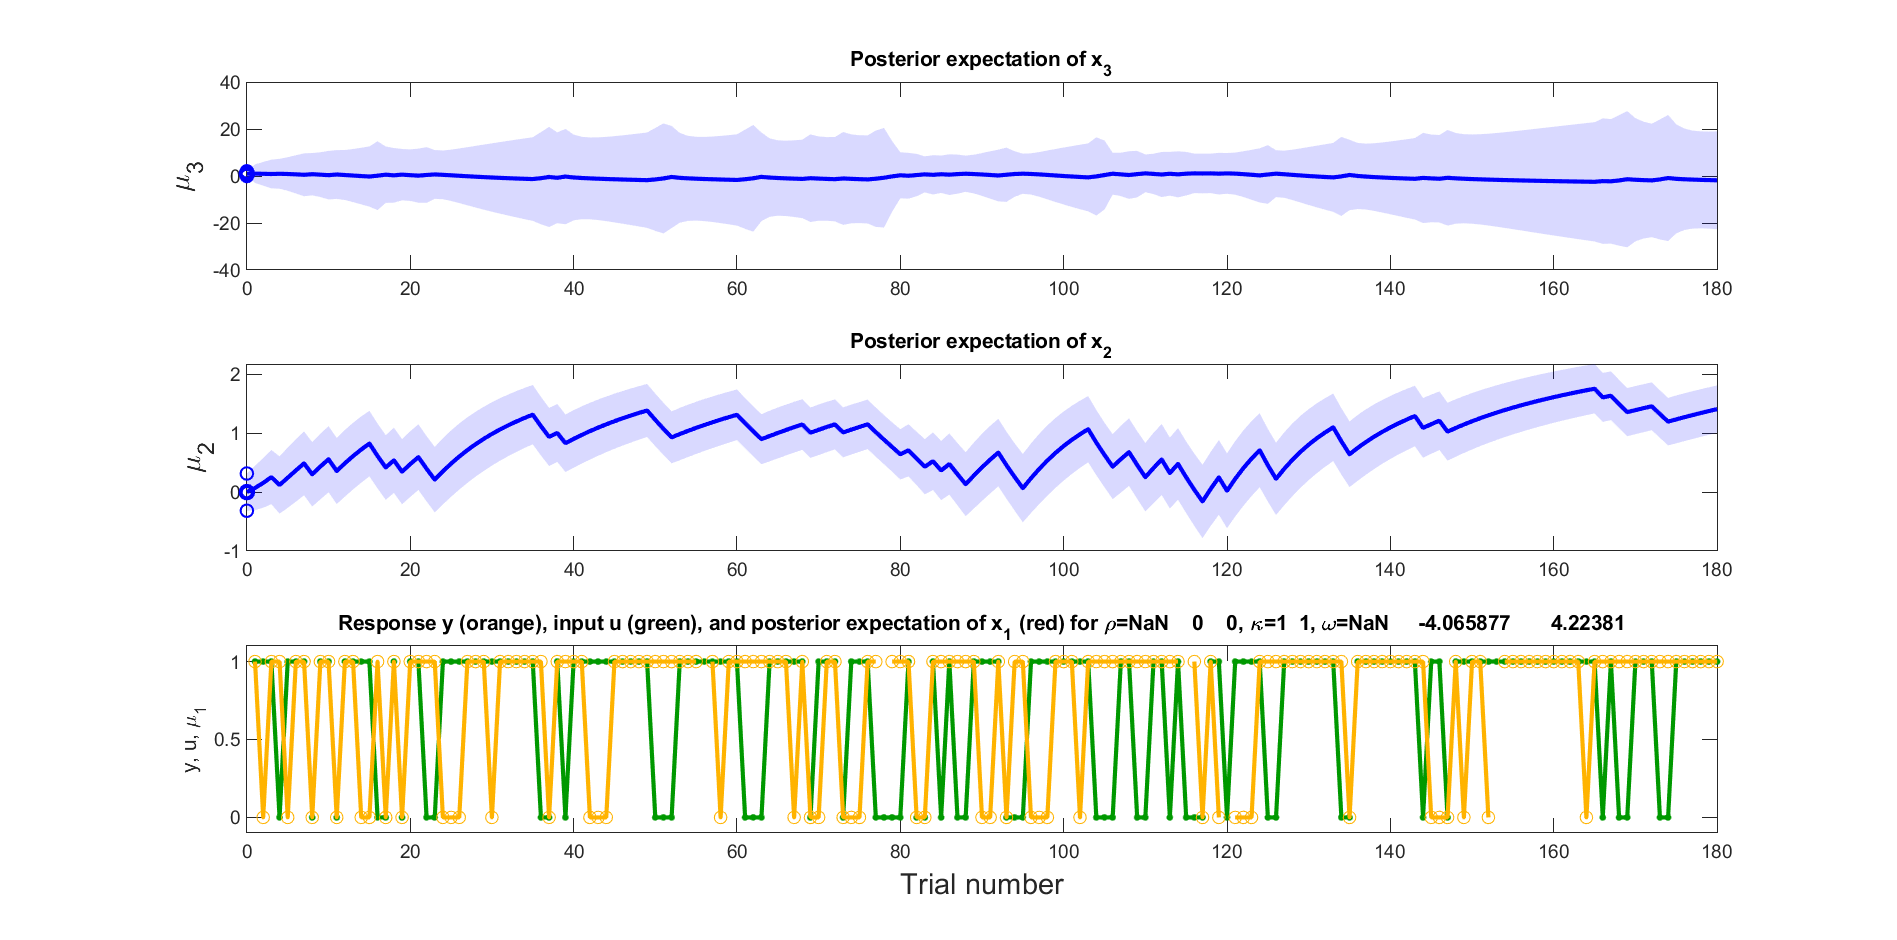 Posterior expectation of x3
40
20
0
-20
-40
μ3
0 20 40 60 80 100 120 140 160 180
Posterior expectation of x2
2
1
0
-1
μ2
0 20 40 60 80 100 120 140 160 180
Response y (orange), input u (green), and posterior expectation of x1 (red) for ρ=NaN 0 0, κ=1 1, ω=NaN -4.065877 4.22381
1
0.5
0
y, u, μ1
0 20 40 60 80 100 120 140 160 180
Trial number